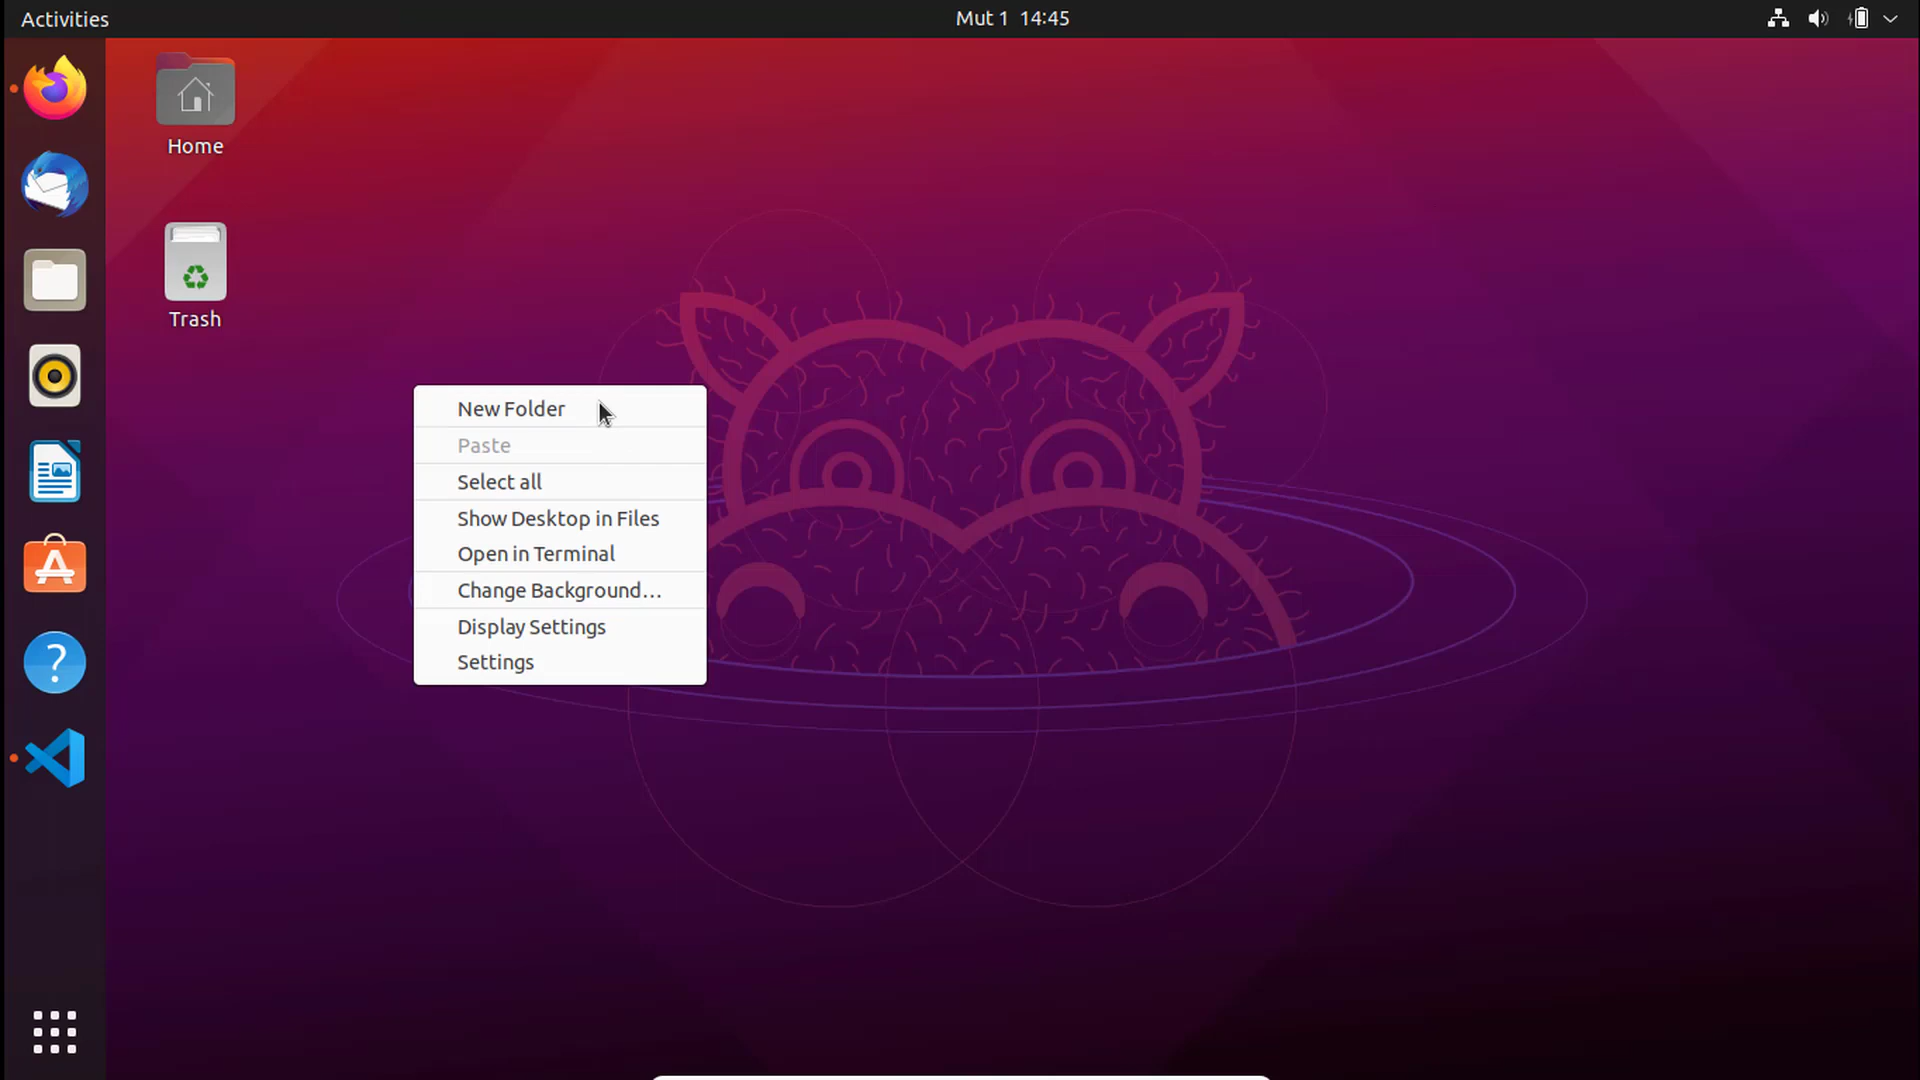 Activities
Mut 1 14:45
Home
Trash
New Folder
Paste
Select all
Show Desktop in Files
Open in Terminal
Change Background…
Display Settings
Settings